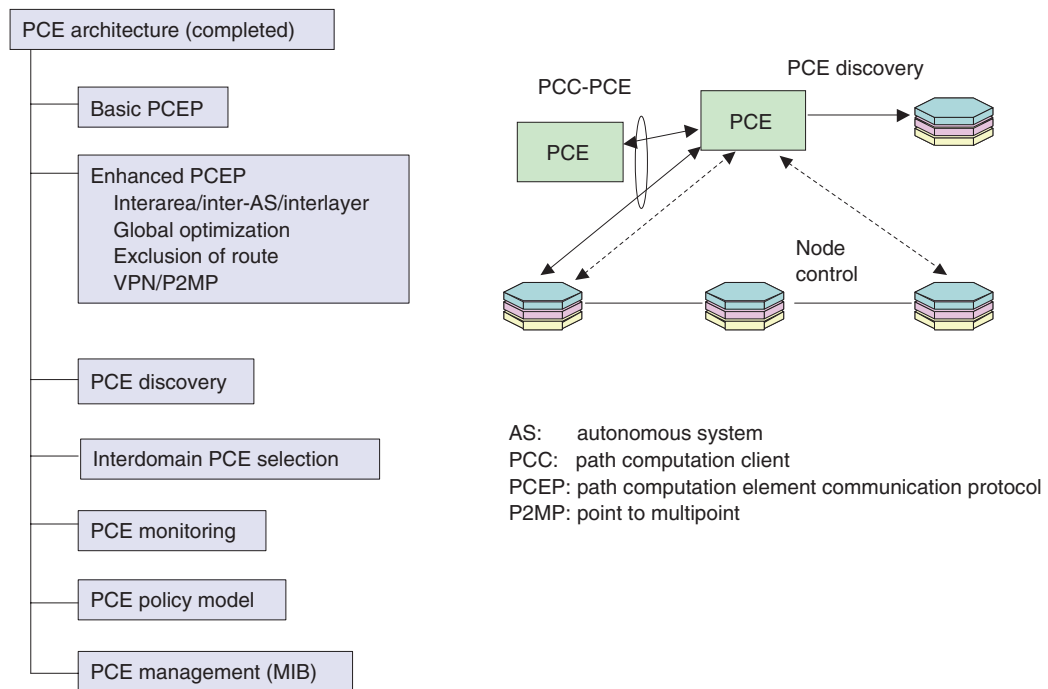 PCE architecture (completed)
Basic PCEP
Enhanced PCEP
Interarea/inter-AS/interlayer
Global optimization
Exclusion of route
VPN/P2MP
PCE discovery
Interdomain PCE selection
PCE monitoring
PCE policy model
PCE management (MIB)
PCC-PCE
PCE discovery
PCE
PCE
Node
control
AS: autonomous system
PCC: path computation client
PCEP: path computation element communication protocol
P2MP: point to multipoint